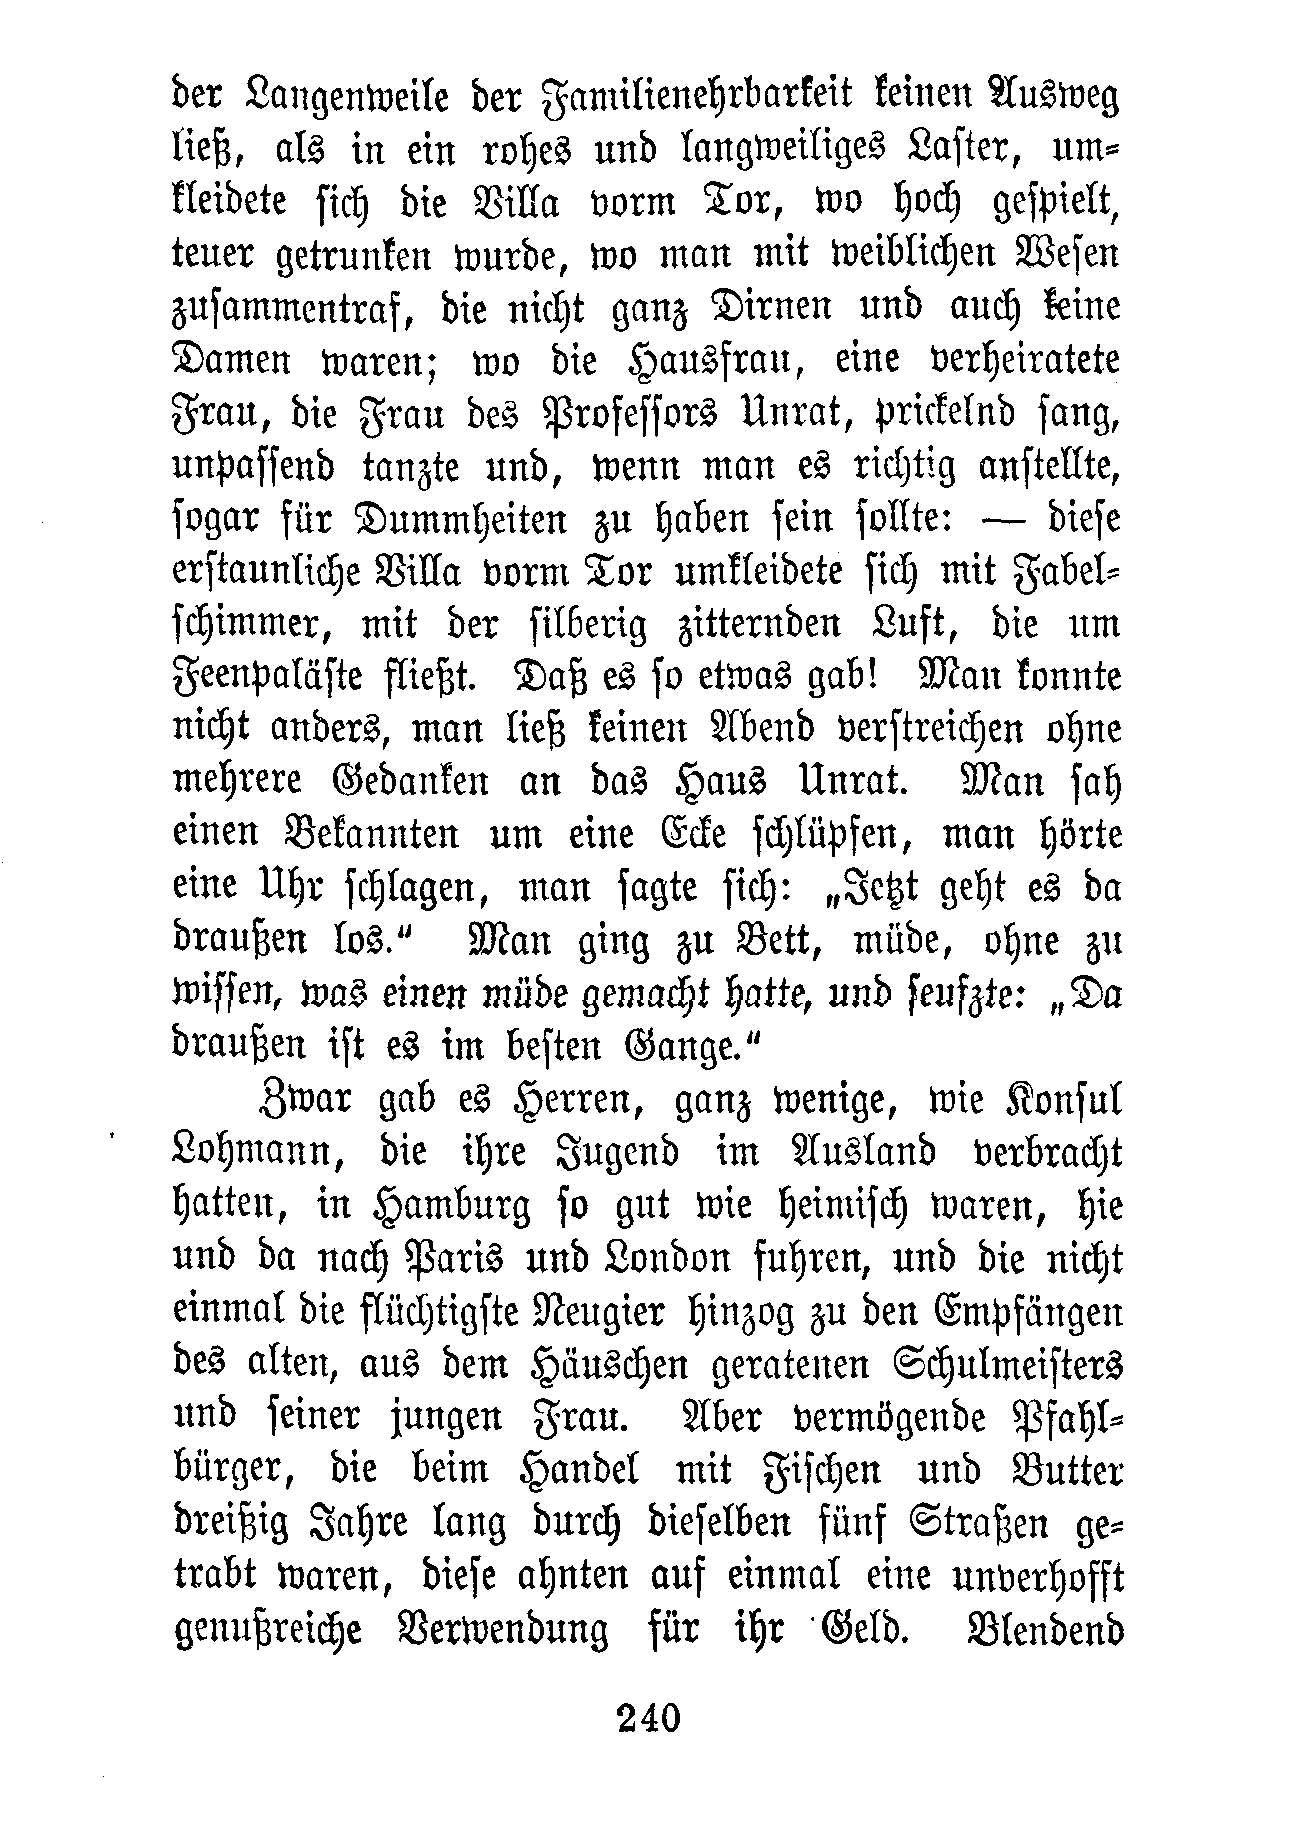 der Langenweile der Familienehrbarkeit keinen Ausweg
ließ, als in ein rohes und langweiliges Laster, um-
kleidete sich die Villa vorm Tor, wo hoch gespielt,
teuer getrunken wurde, wo man mit weiblichen Wesen
zusammentraf, die nicht ganz Dirnen und auch keine
Damen waren; wo die Hausfrau, eine verheiratete
Frau, die Frau des Professors Unrat, prickelnd sang,
unpassend tanzte und, wenn man es richtig anstellte,
sogar für Dummheiten zu haben sein sollte: — diese
erstaunliche Villa vorm Tor umkleidete sich mit Fabel-
schimmer, mit der silberig zitternden Luft, die um
Feenpaläste fließt. Daß es so etwas gab! Man konnte
nicht anders, man ließ keinen Abend verstreichen ohne
mehrere Gedanken an das Haus Unrat. Man sah
einen Bekannten um eine Ecke schlüpfen, man hörte
eine Uhr schlagen, man sagte sich: „Jetzt geht es da
draußen los.“ Man ging zu Bett, müde, ohne zu
wissen, was einen müde gemacht hatte, und seufzte: „Da
draußen ist es im besten Gange.“
Zwar gab es Herren, ganz wenige, wie Konsul
Lohmann, die ihre Jugend im Ausland verbracht
hatten, in Hamburg so gut wie heimisch waren, hie
und da nach Paris und London fuhren, und die nicht
einmal die flüchtigste Neugier hinzog zu den Empfängen
des alten, aus dem Häuschen geratenen Schulmeisters
und seiner jungen Frau. Aber vermögende Pfahl-
bürger, die beim Handel mit Fischen und Butter
dreißig Jahre lang durch dieselben fünf Straßen ge-
trabt waren, diese ahnten auf einmal eine unverhofft
genußreiche Verwendung für ihr Geld. Blendend
240